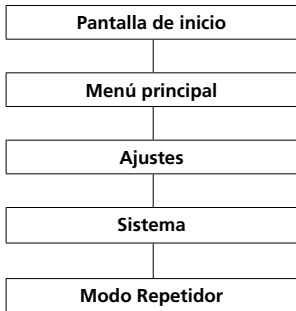 Pantalla de inicio
Menú principal
Ajustes
Sistema
Modo Repetidor